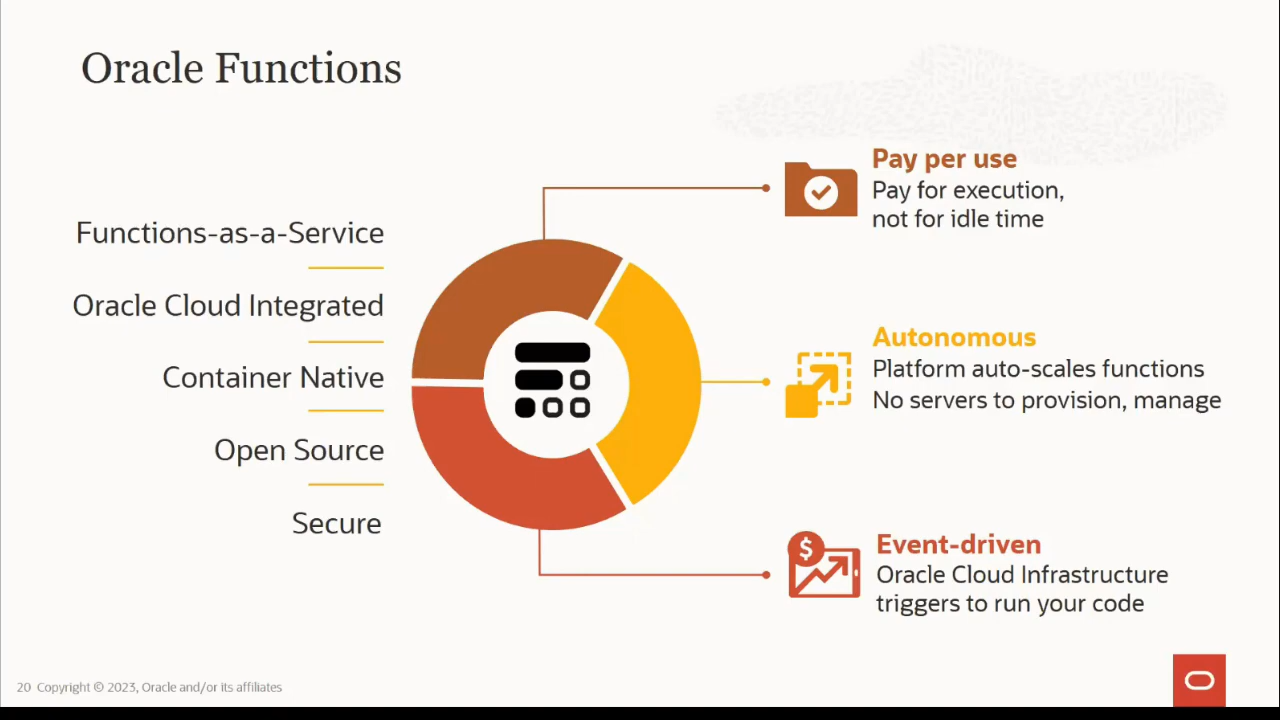 Oracle Functions
Functions-as-a-Service
Oracle Cloud Integrated
Container Native
Open Source
Secure
Pay per use
Pay for execution,
not for idle time
Autonomous
Platform auto-scales functions
No servers to provision, manage
$
Event-driven
Oracle Cloud Infrastructure
triggers to run your code
20 Copyright © 2023, Oracle and/or its affiliates